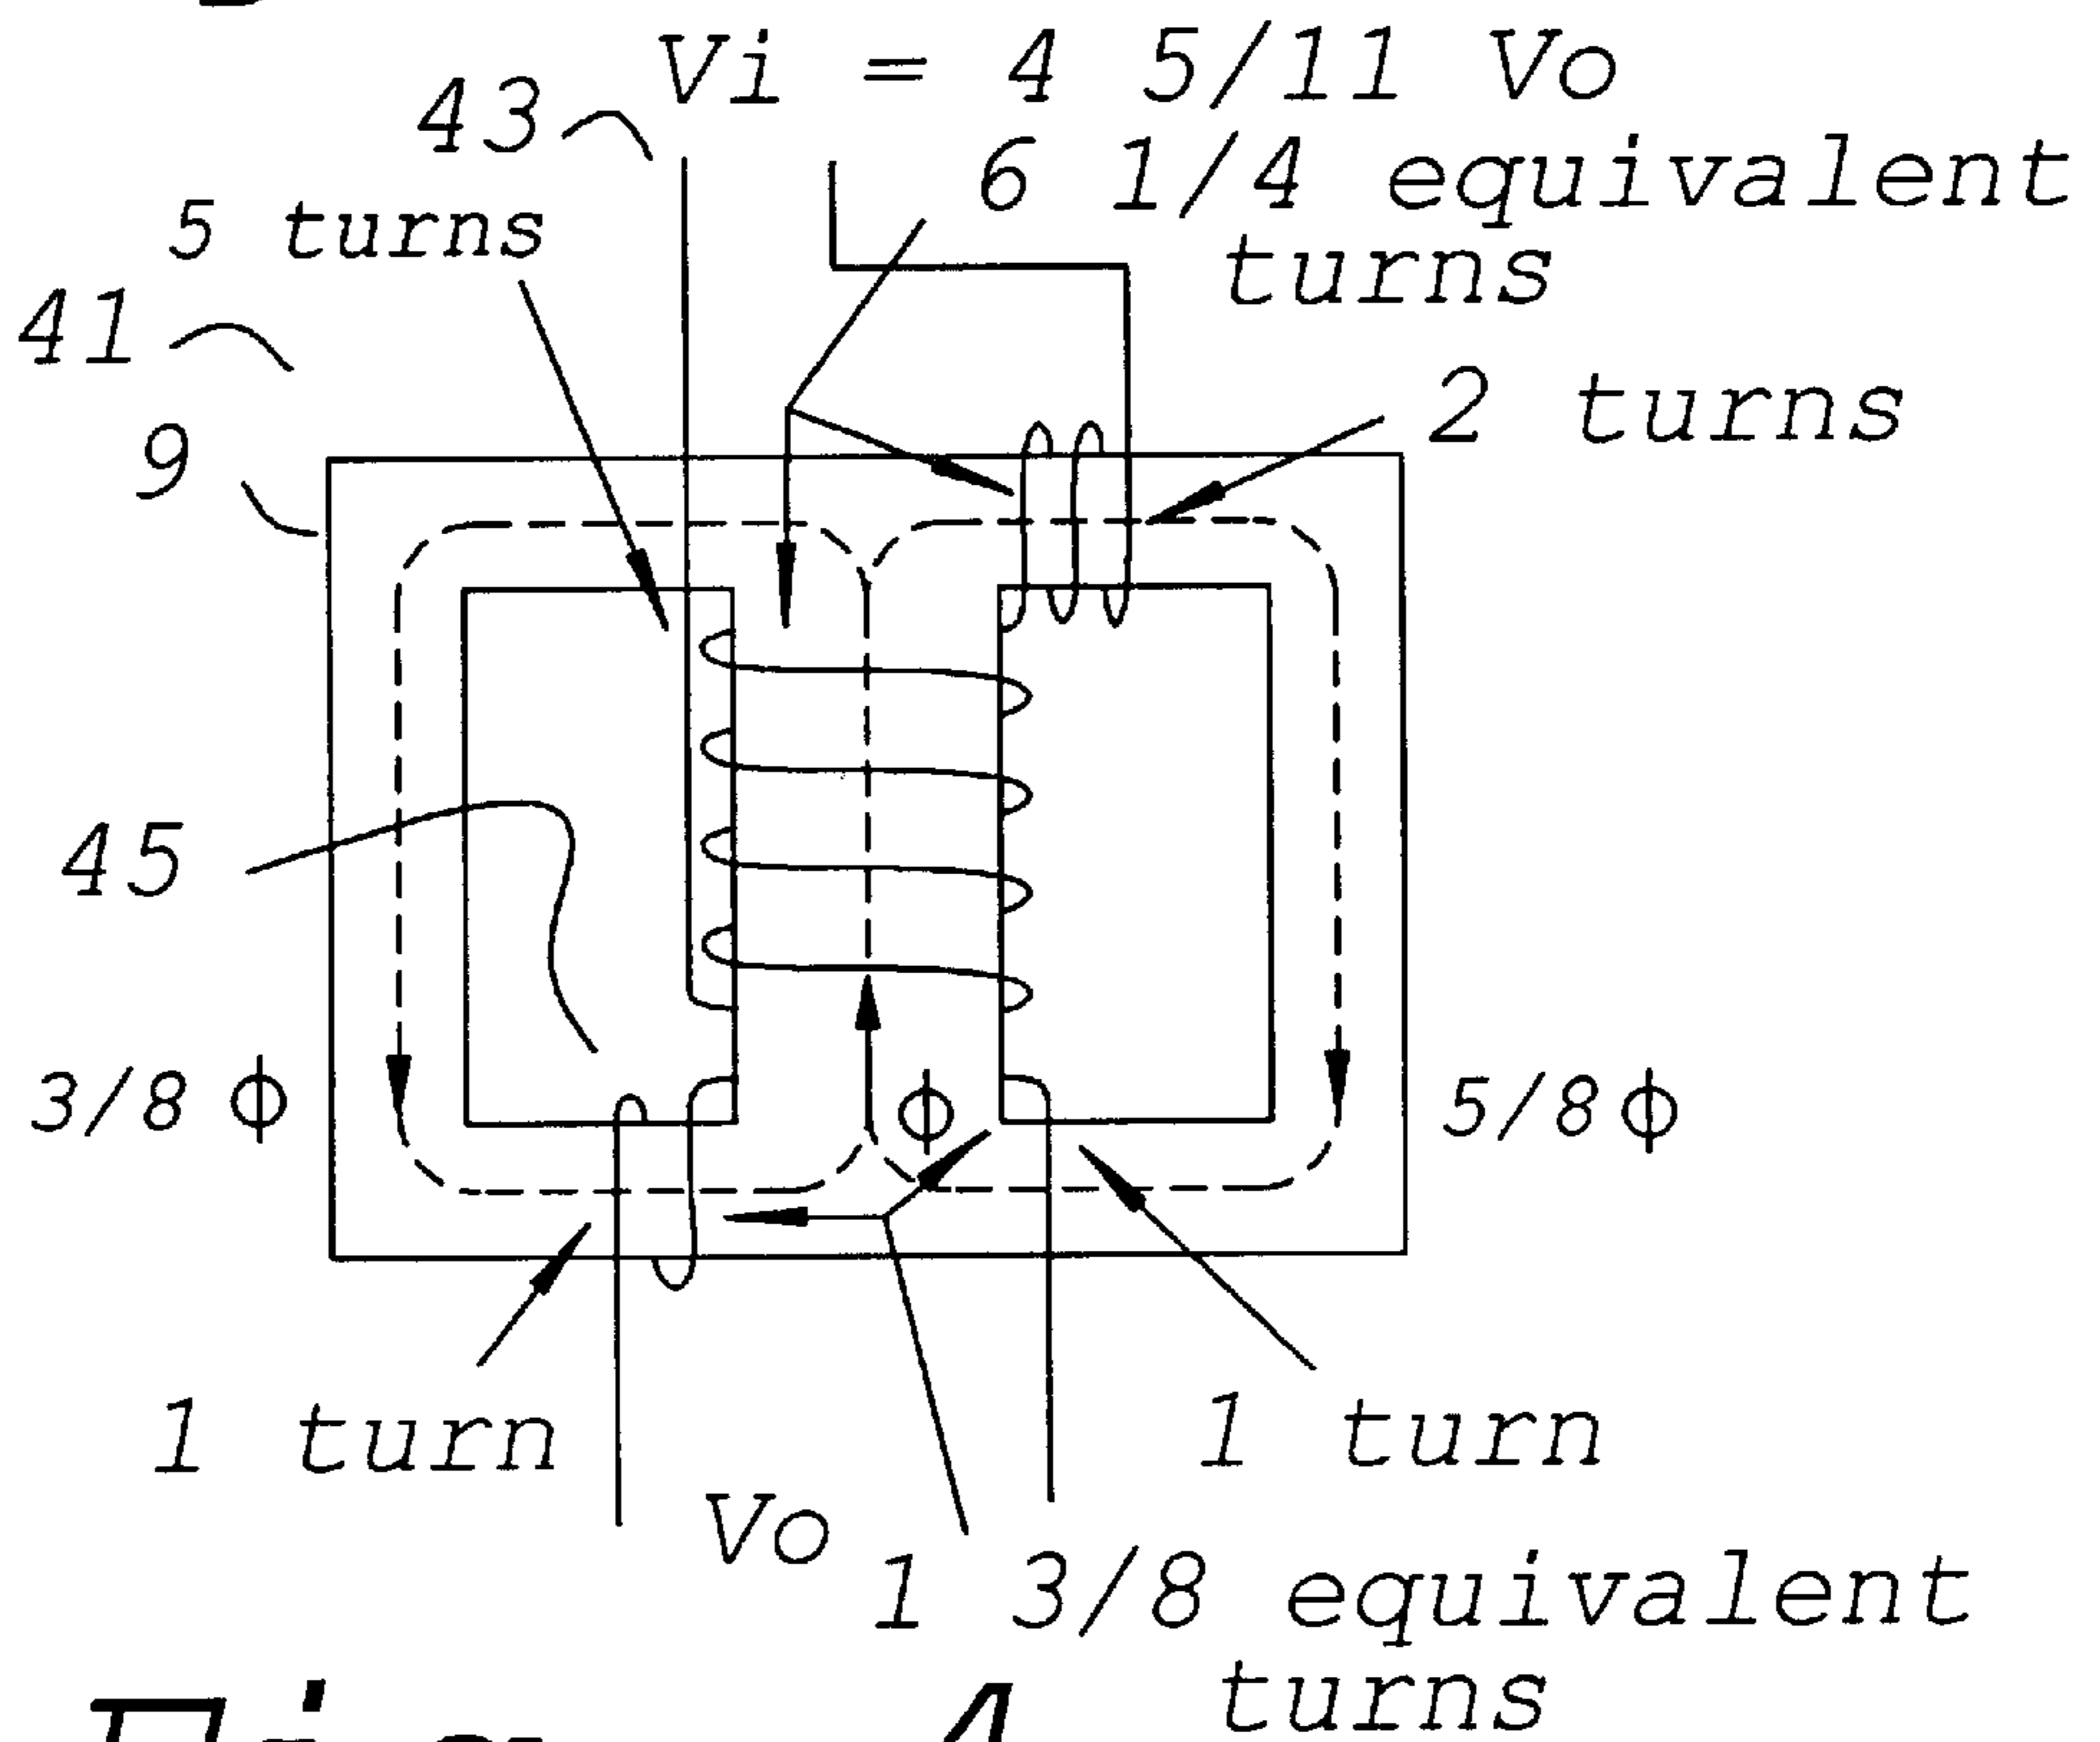 Vi = 4 5/11 Vo
43
6 1/4 equivalent
turns
5 turns
41
2 turns
9
45
3/8 ϕ
ϕ
5/8 ϕ
1 turn
1 turn
Vo
1 3/8 equivalent
turns